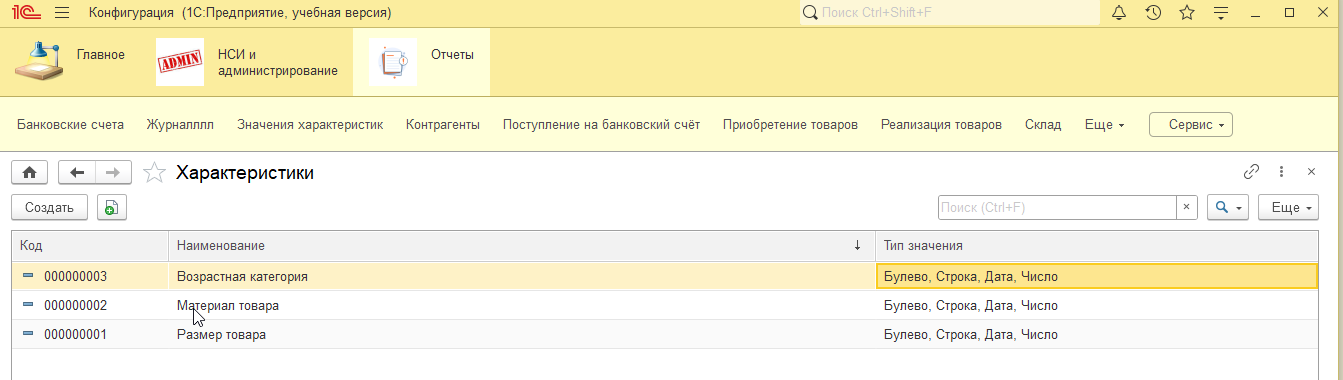 1С Конфигурация (1С:Предприятие, учебная версия) Поиск Ctrl+Shift+F
Главное
ADMIN
НСИ и
администрирование
Отчеты
Банковские счета Журналллл Значения характеристик Контрагенты Поступление на банковский счёт Приобретение товаров Реализация товаров Склад Еще Сервис
Характеристики
Создать Поиск (Ctrl+F) × Еще
Код Наименование ↓ Тип значения
000000003 Возрастная категория Булево, Строка, Дата, Число
000000002 Материал товара Булево, Строка, Дата, Число
000000001 Размер товара Булево, Строка, Дата, Число